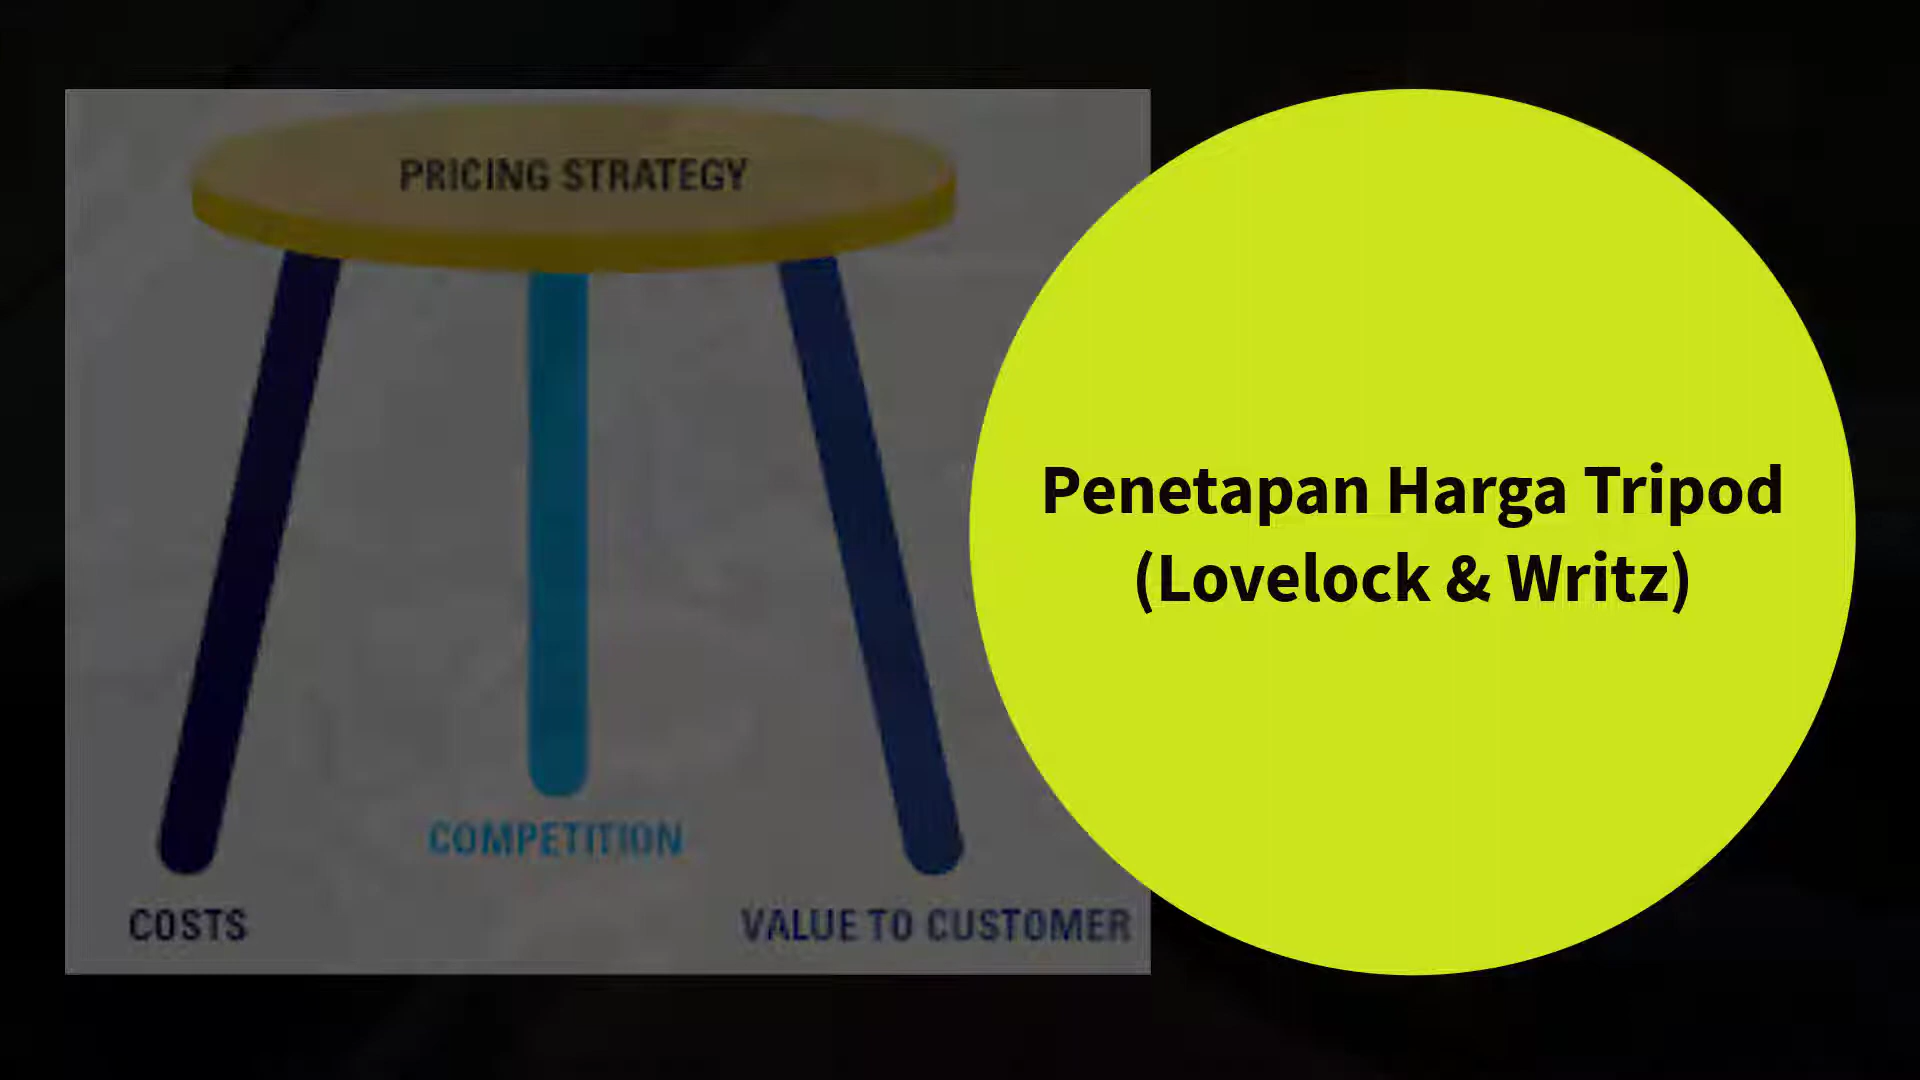 PRICING STRATEGY
COMPETITION
COSTS
VALUE TO CUSTOMER
Penetapan Harga Tripod
(Lovelock & Writz)